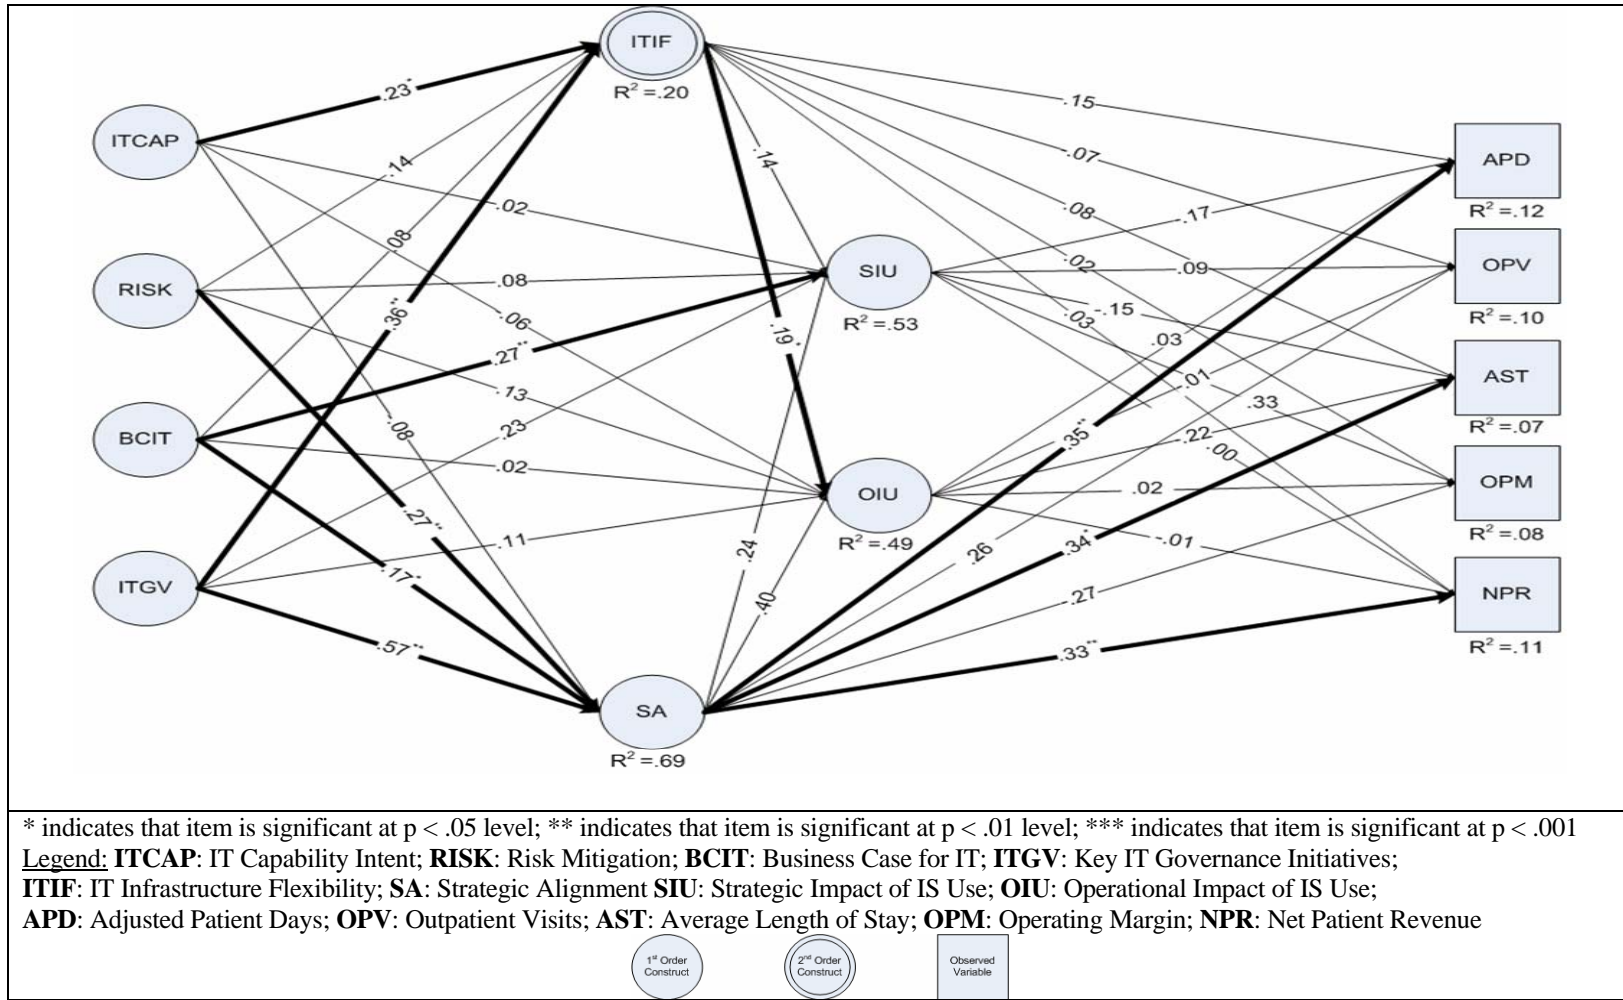 ITIF
R² =.20
ITCAP
RISK
BCIT
ITGV
.23*
.14
.08
.36**
.02
.08
.06
.27**
.13
.23
.02
.08
.11
.27**
.17*
.57**
.14
.19*
SIU
R² =.53
OIU
R² =.49
.24
.40
SA
R² =.69
.15
.07
.08
.02
.03
.17
.09
-.15
.03
.01
.33
.22
.00
.35**
.02
.26
.34*
-.01
.27
.33**
APD
R² =.12
OPV
R² =.10
AST
R² =.07
OPM
R² =.08
NPR
R² =.11
* indicates that item is significant at p < .05 level; ** indicates that item is significant at p < .01 level; *** indicates that item is significant at p < .001
Legend: ITCAP: IT Capability Intent; RISK: Risk Mitigation; BCIT: Business Case for IT; ITGV: Key IT Governance Initiatives;
ITIF: IT Infrastructure Flexibility; SA: Strategic Alignment SIU: Strategic Impact of IS Use; OIU: Operational Impact of IS Use;
APD: Adjusted Patient Days; OPV: Outpatient Visits; AST: Average Length of Stay; OPM: Operating Margin; NPR: Net Patient Revenue
1st Order
Construct
2nd Order
Construct
Observed
Variable